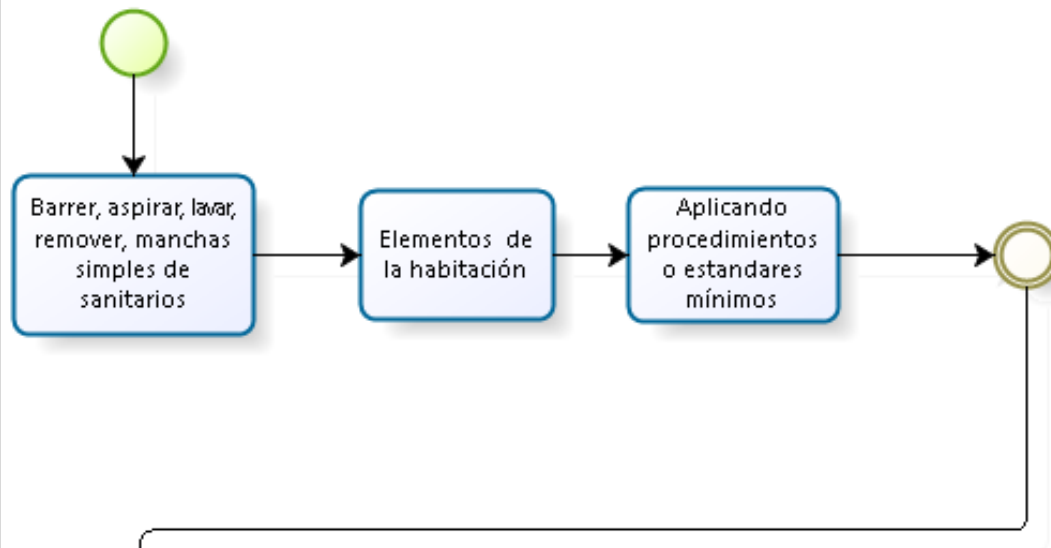 Barrer, aspirar, lavar,
remover, manchas
simples de
sanitarios
Elementos de
la habitación
Aplicando
procedimientos
o estandares
mínimos